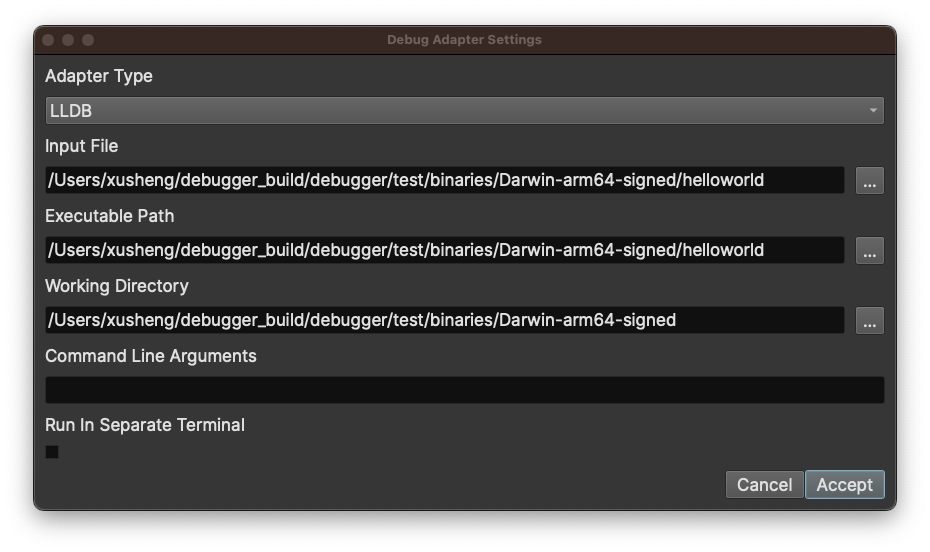 Debug Adapter Settings
Adapter Type
LLDB
Input File
/Users/xusheng/debugger_build/debugger/test/binaries/Darwin-arm64-signed/helloworld
...
Executable Path
/Users/xusheng/debugger_build/debugger/test/binaries/Darwin-arm64-signed/helloworld
...
Working Directory
/Users/xusheng/debugger_build/debugger/test/binaries/Darwin-arm64-signed
...
Command Line Arguments
Run In Separate Terminal
Cancel Accept